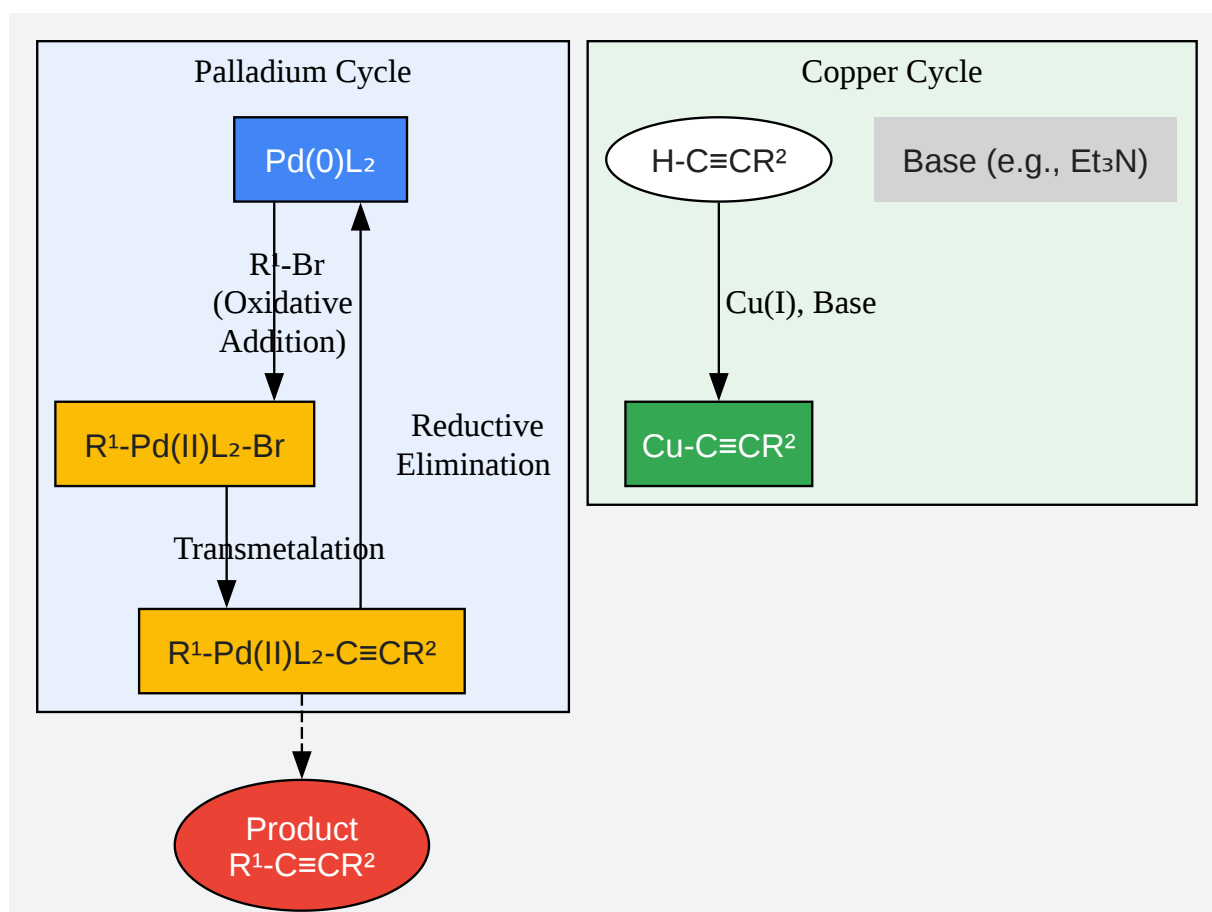 Palladium Cycle
Pd(0)L₂
R¹-Br
(Oxidative
Addition)
R¹-Pd(II)L₂-Br
Reductive
Elimination
Transmetalation
R¹-Pd(II)L₂-C≡CR²
Product
R¹-C≡CR²
Copper Cycle
H-C≡CR²
Base (e.g., Et₃N)
Cu(I), Base
Cu-C≡CR²